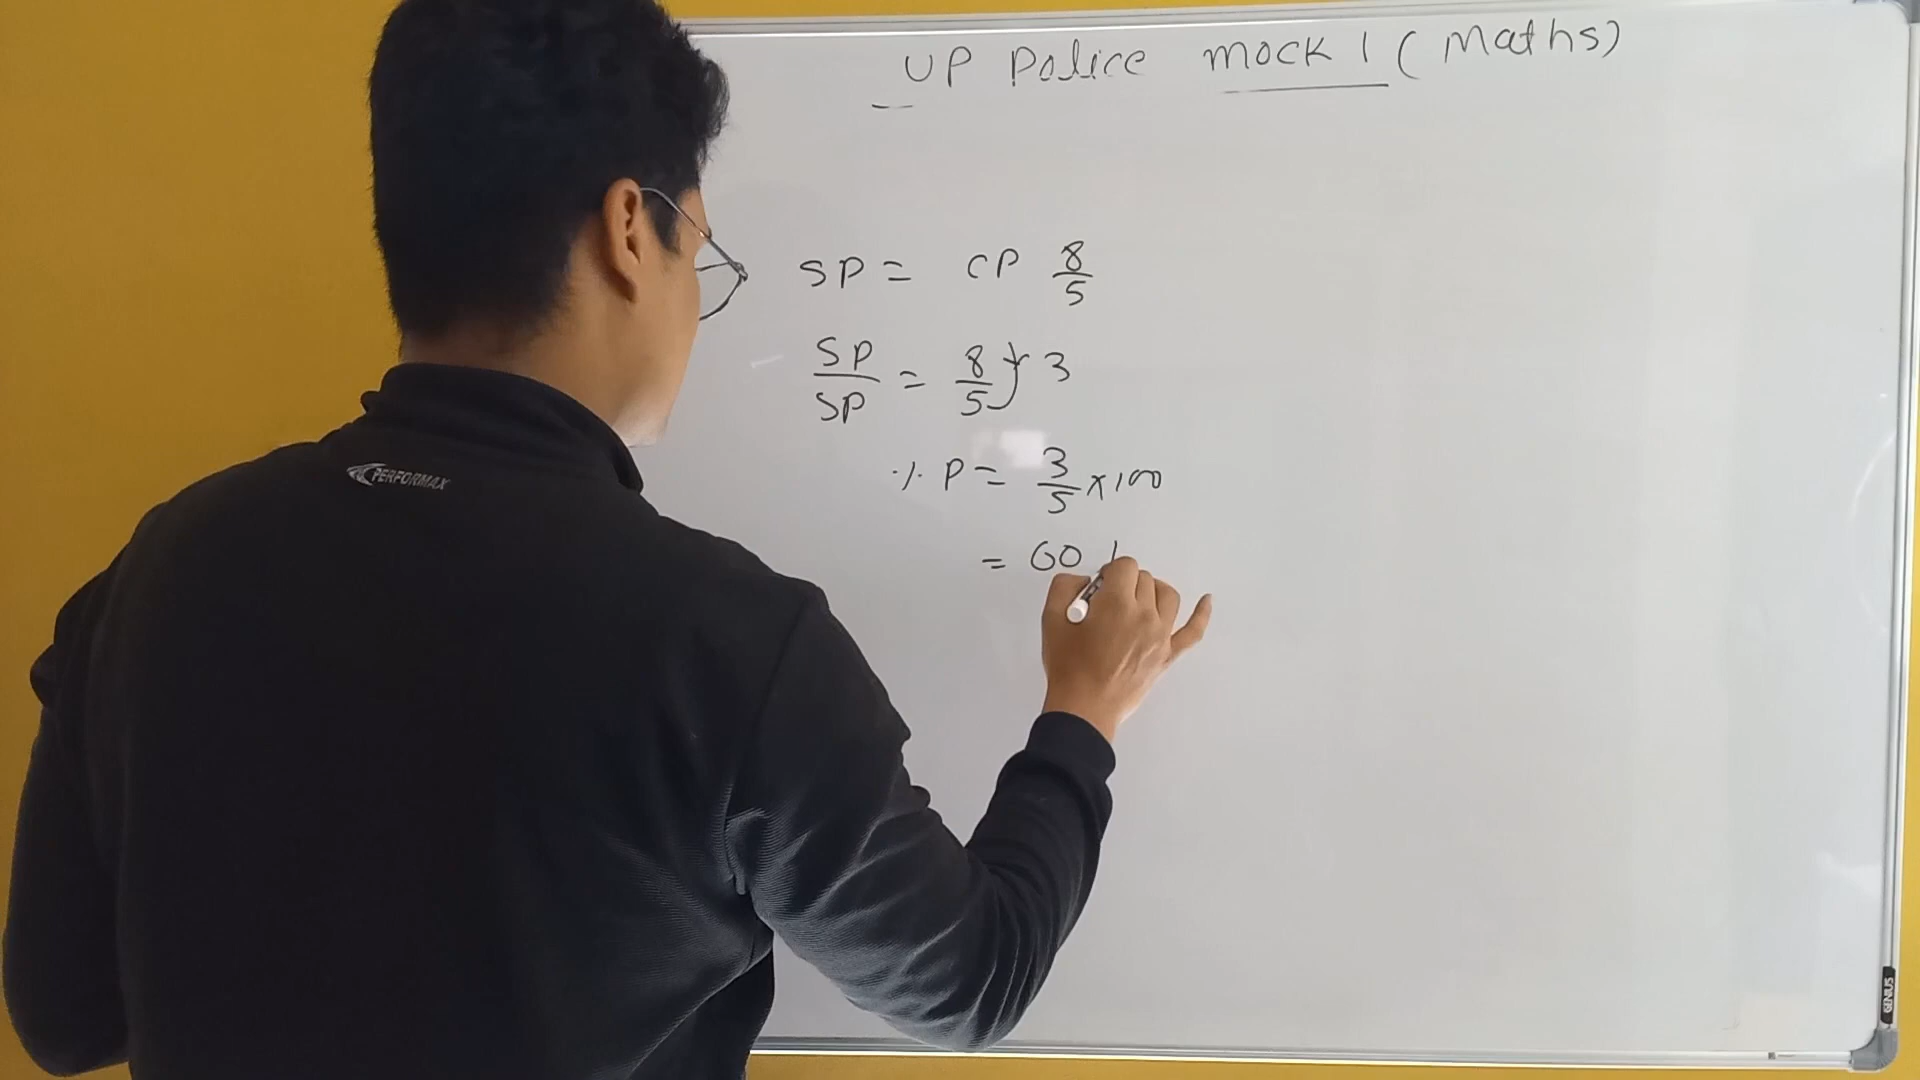 UP Police mock 1 ( Maths)
SP = CP 8/5
SP/SP = 8/5 } 3
% P = 3/5 × 100
= 60
PERFORMAX
GENIUS